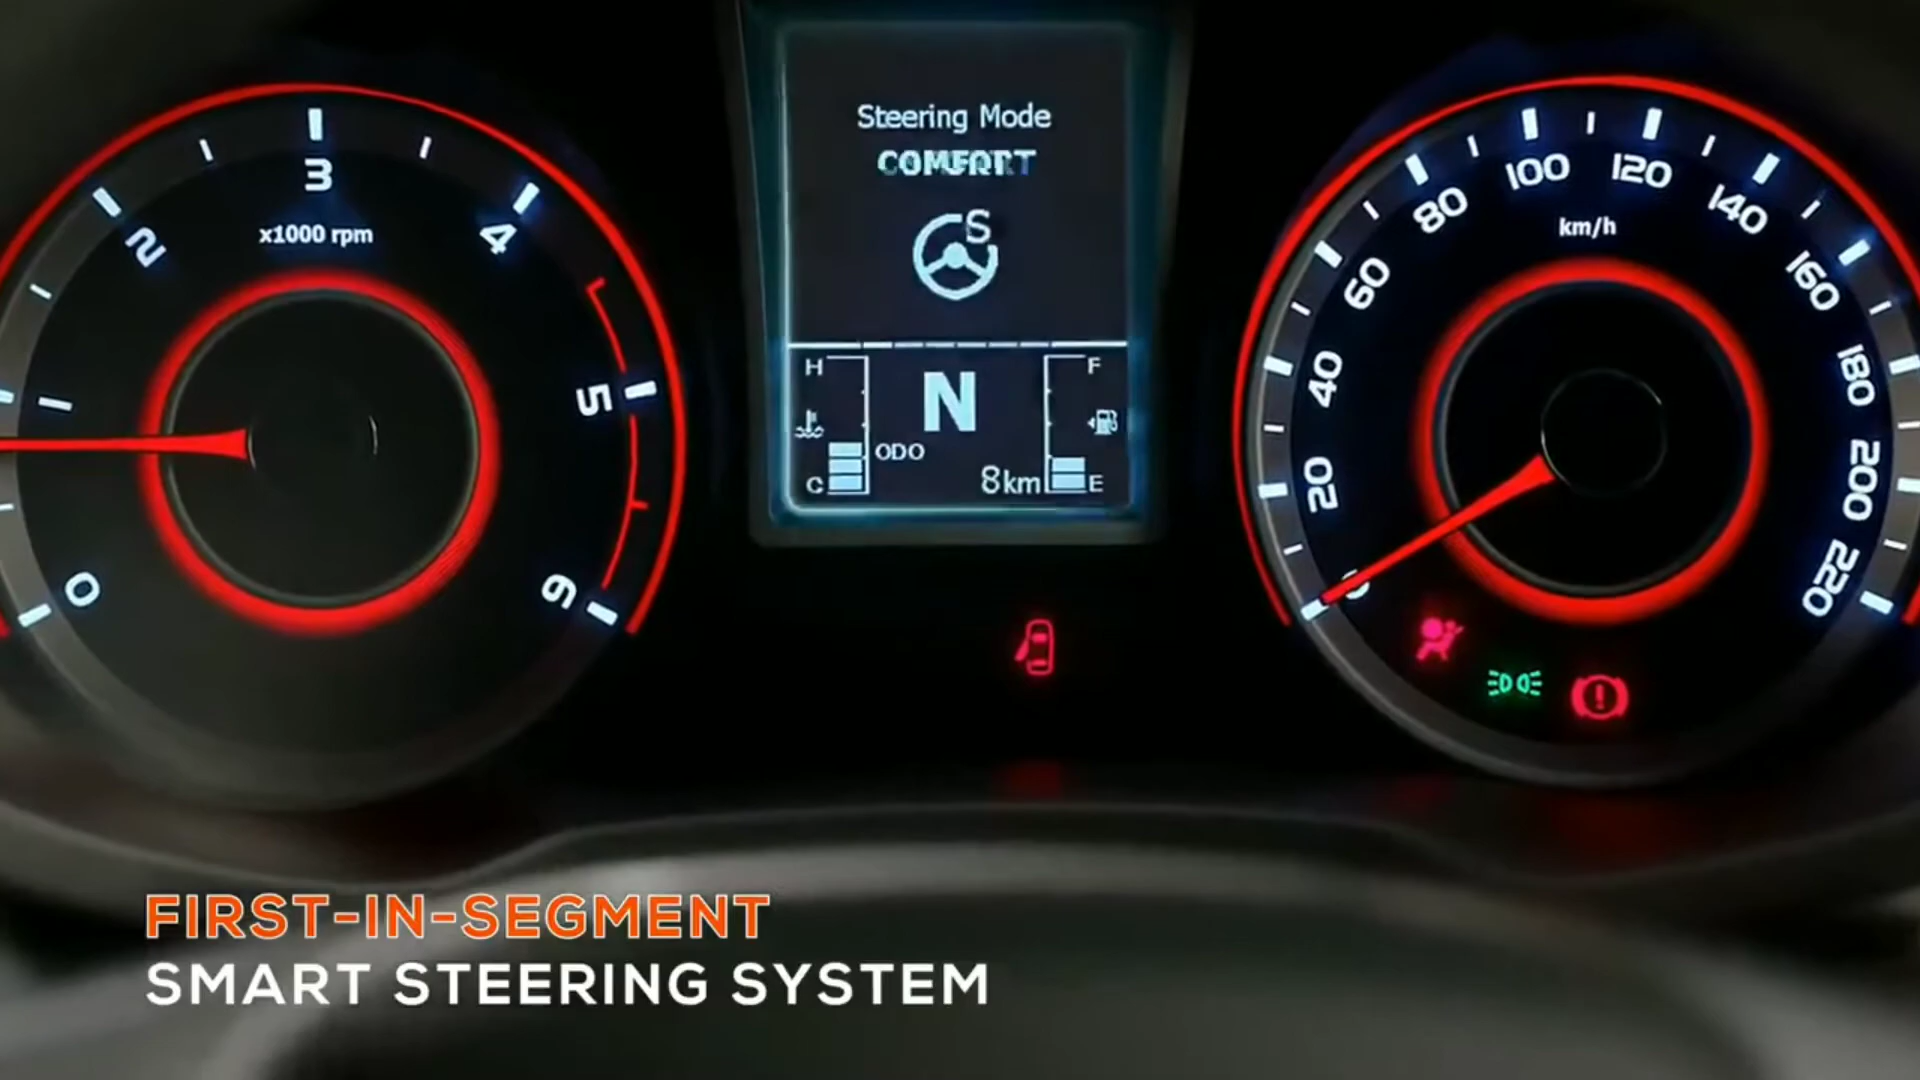 0
2
3
4
5
6
x1000 rpm
Steering Mode
S
H
C
N
ODO
8km
F
E
20
40
60
80
100
120
140
160
180
200
220
km/h
FIRST-IN-SEGMENT
SMART STEERING SYSTEM